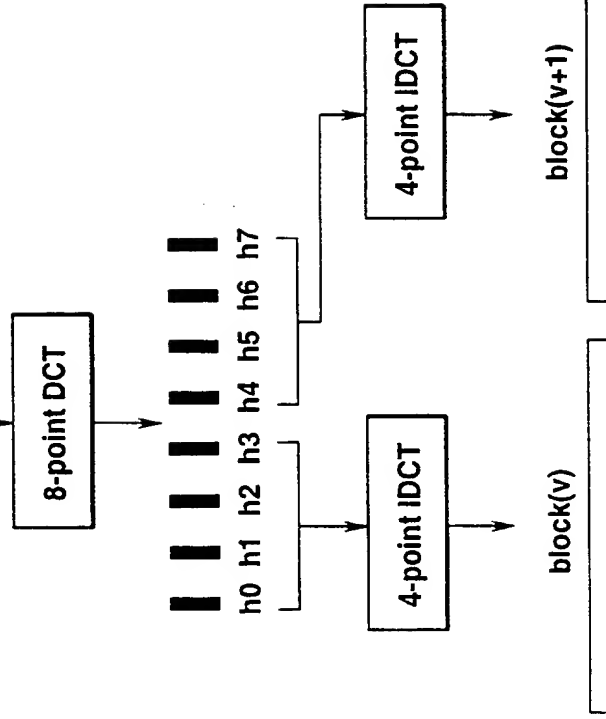 8-point DCT
h0 h1 h2 h3 h4 h5 h6 h7
4-point IDCT
4-point IDCT
block(v)
block(v+1)